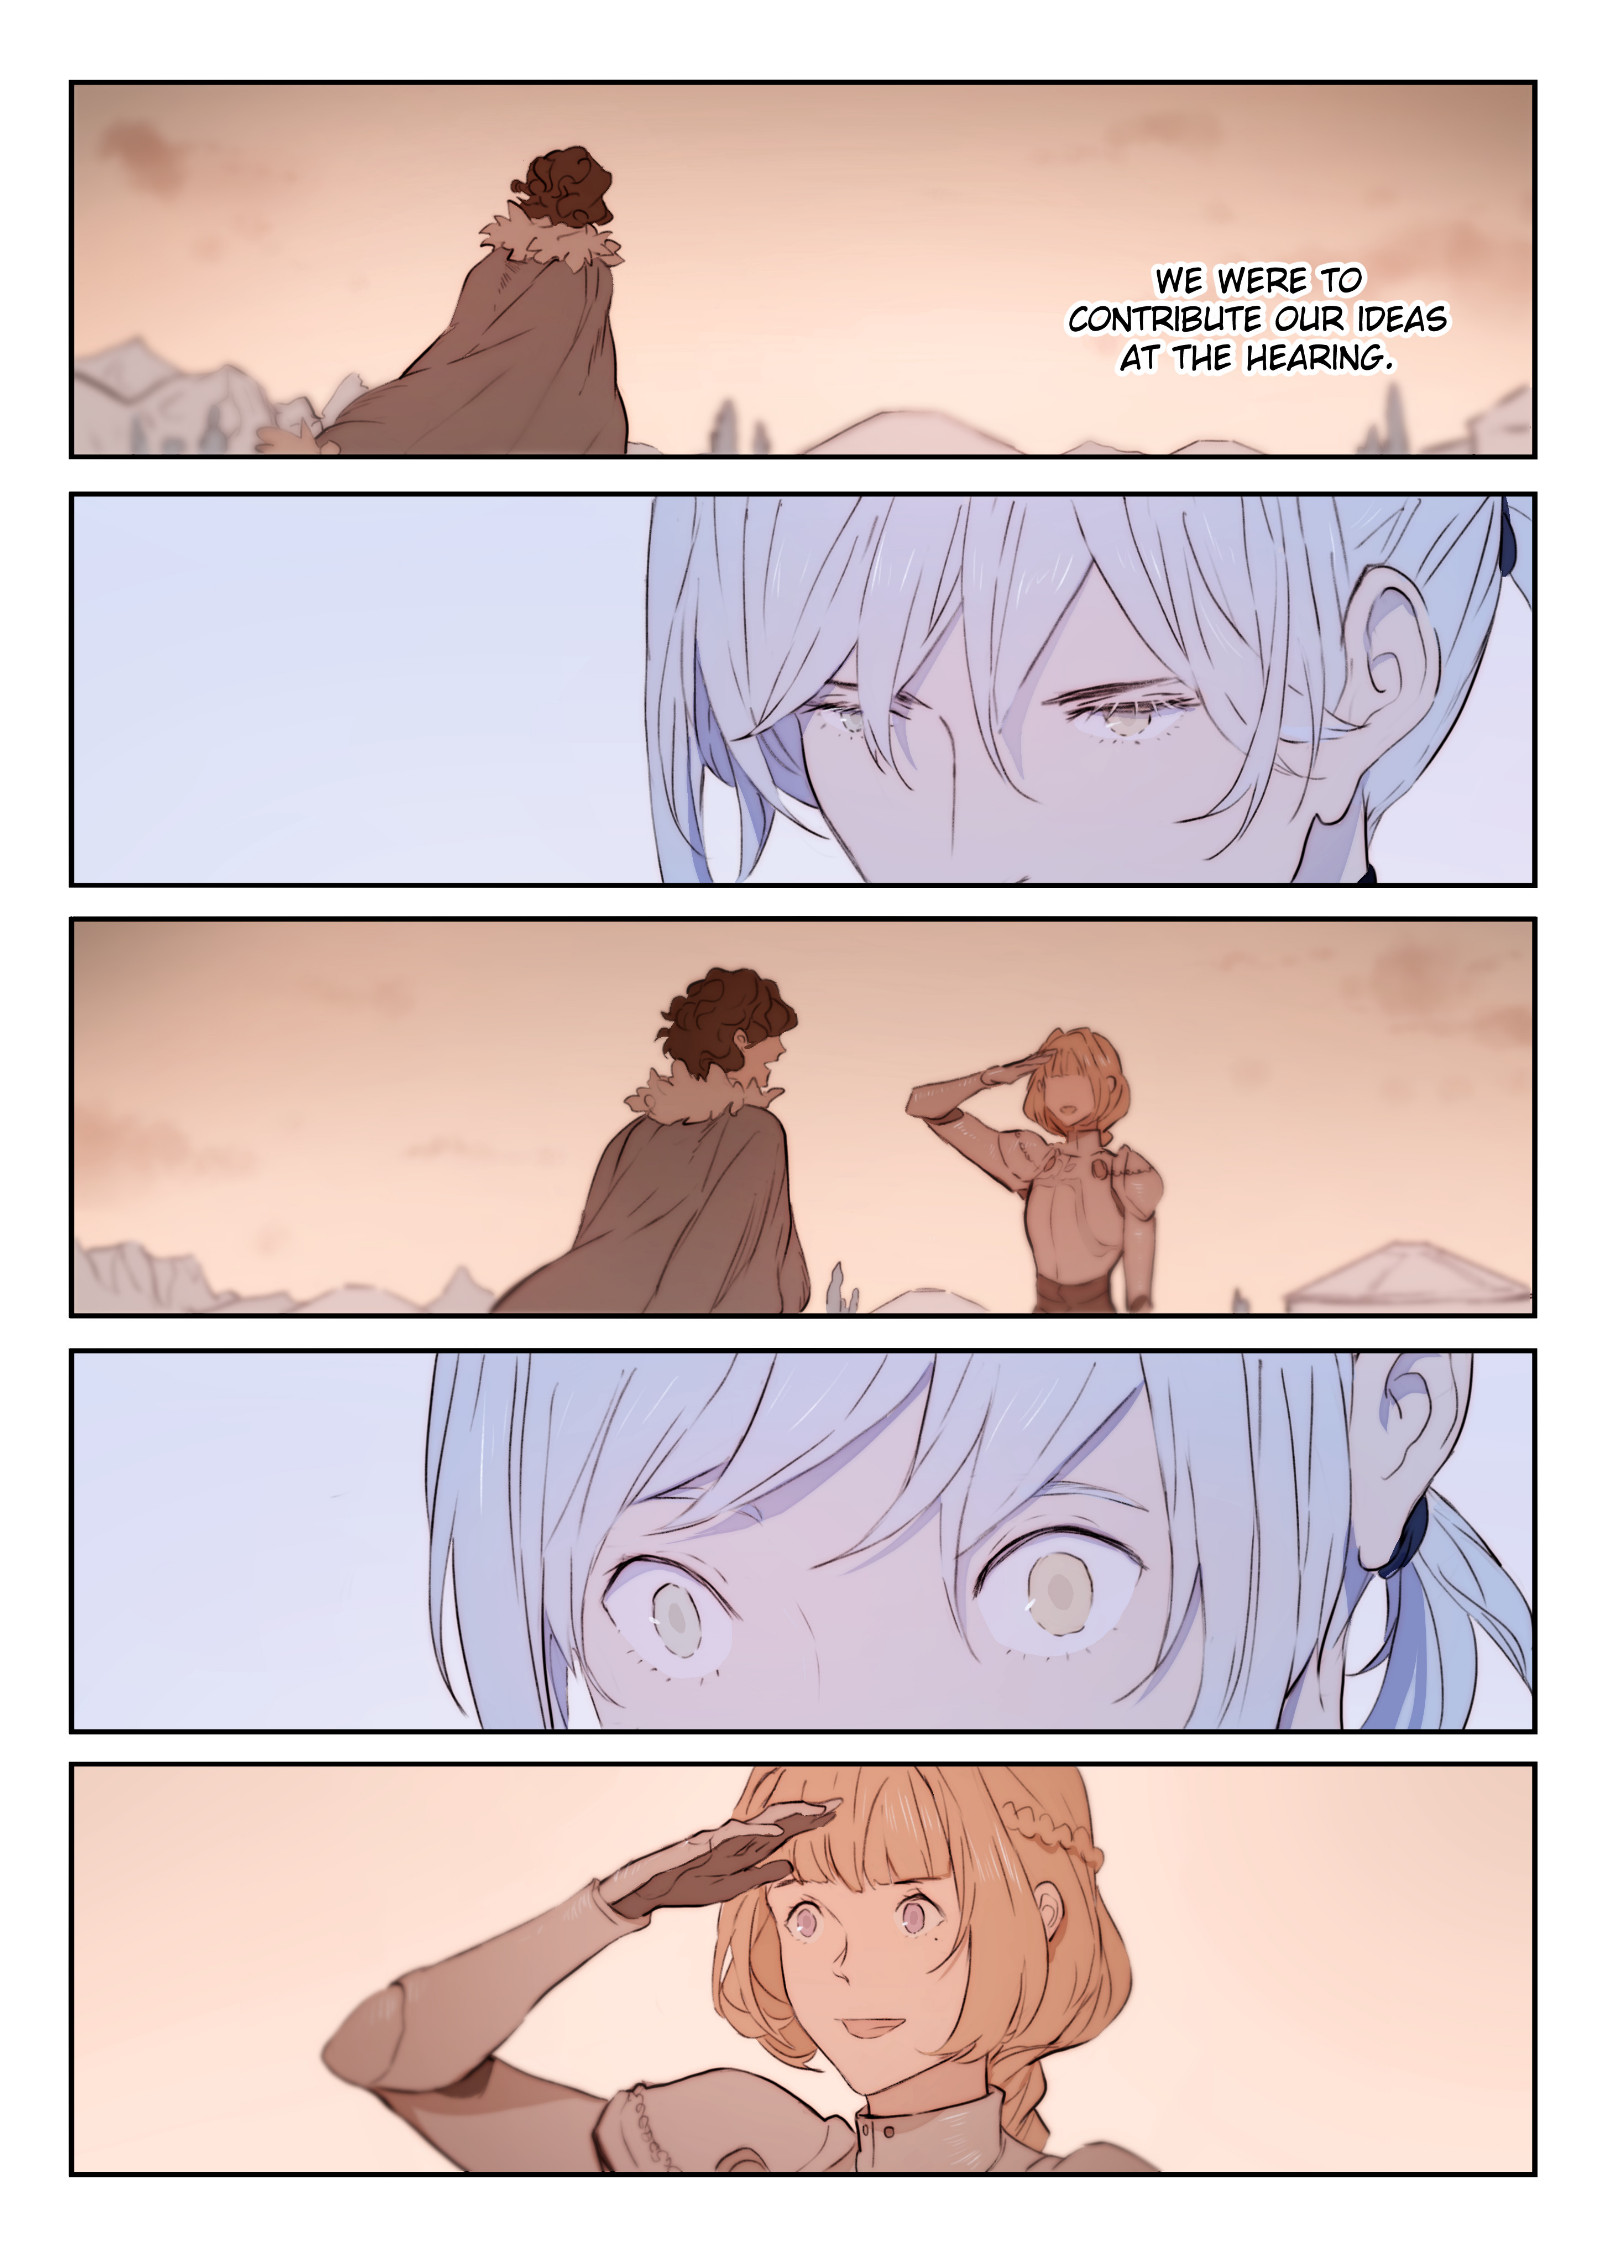 WE WERE TO
CONTRIBUTE OUR IDEAS
AT THE HEARING.